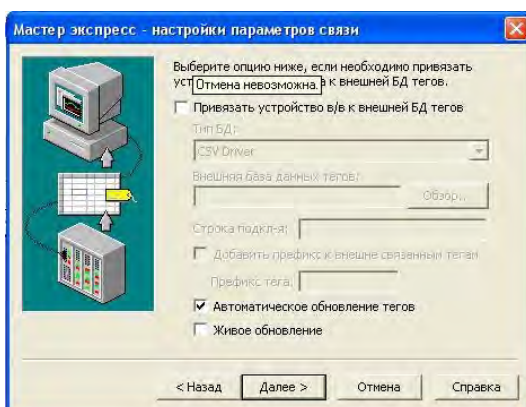 Мастер экспресс - настройки параметров связи
Выберите опцию ниже, если необходимо привязать
уст к внешней БД тегов.
Отмена невозможна.
Привязать устройство в/в к внешней БД тегов
Тип БД:
CSV Driver
Внешняя база данных тегов:
Обзор...
Строка подкл-я:
Добавить префикс к внешне связанным тегам
Префикс тега:
Автоматическое обновление тегов
Живое обновление
< Назад
Далее >
Отмена
Справка